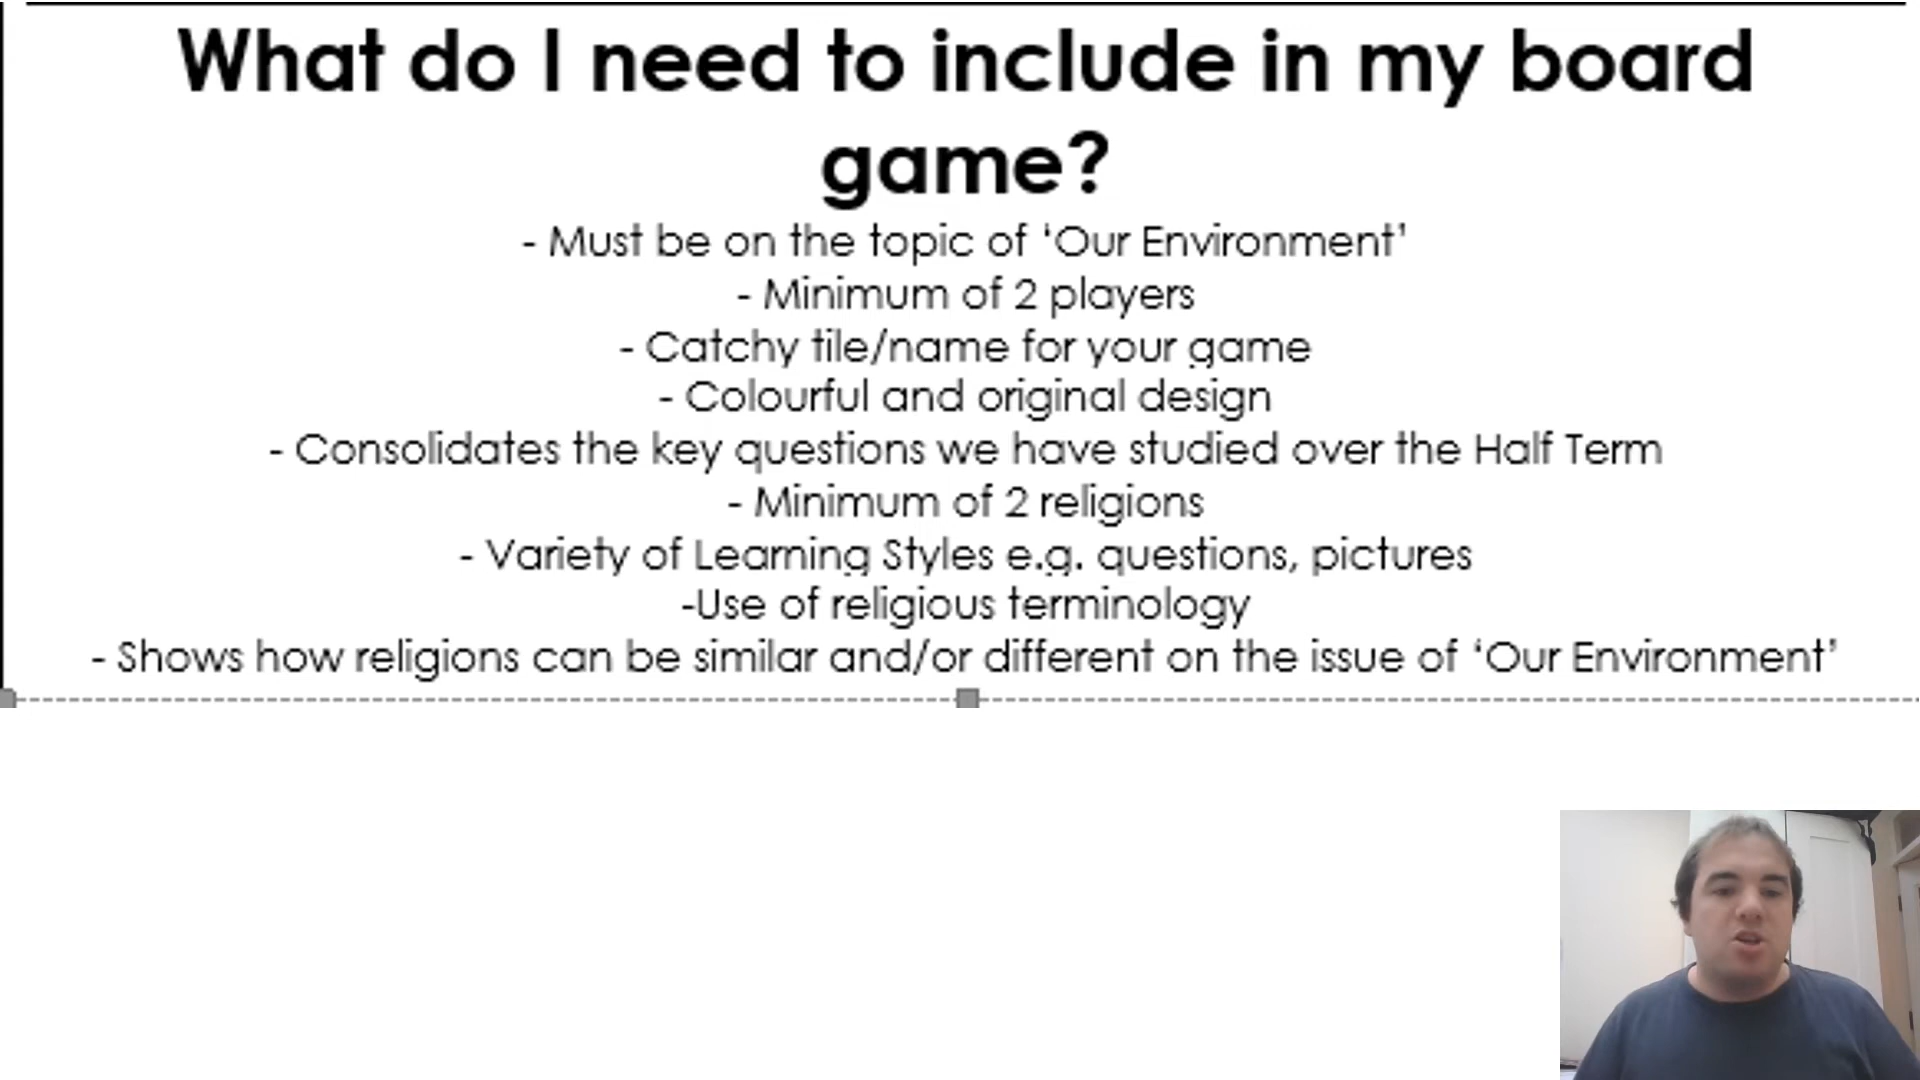 What do I need to include in my board
game?
- Must be on the topic of ‘Our Environment’
- Minimum of 2 players
- Catchy tile/name for your game
- Colourful and original design
- Consolidates the key questions we have studied over the Half Term
- Minimum of 2 religions
- Variety of Learning Styles e.g. questions, pictures
-Use of religious terminology
- Shows how religions can be similar and/or different on the issue of ‘Our Environment’